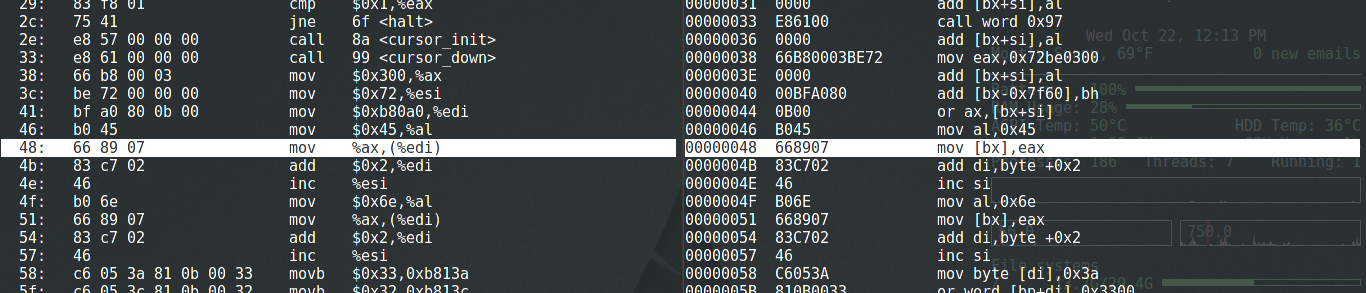 29: 83 f8 01 cmp $0x1,%eax 00000031 0000 add [bx+si],al
2c: 75 41 jne 6f <halt> 00000033 E86100 call word 0x97
2e: e8 57 00 00 00 call 8a <cursor_init> 00000036 0000 add [bx+si],al Wed Oct 22, 12:13 PM
33: e8 61 00 00 00 call 99 <cursor_down> 00000038 66B80003BE72 mov eax,0x72be0300 69°F 0 new emails
38: 66 b8 00 03 mov $0x300,%ax 0000003E 0000 add [bx+si],al
3c: be 72 00 00 00 mov $0x72,%esi 00000040 00BFA080 add [bx-0x7f60],bh 100%
41: bf a0 80 0b 00 mov $0xb80a0,%edi 00000044 0B00 or ax,[bx+si] RAM Usage: 28%
46: b0 45 mov $0x45,%al 00000046 B045 mov al,0x45 Temp: 50°C HDD Temp: 36°C
48: 66 89 07 mov %ax,(%edi) 00000048 668907 mov [bx],eax
4b: 83 c7 02 add $0x2,%edi 0000004B 83C702 add di,byte +0x2 186 Threads: 7 Running: 1
4e: 46 inc %esi 0000004E 46 inc si
4f: b0 6e mov $0x6e,%al 0000004F B06E mov al,0x6e
51: 66 89 07 mov %ax,(%edi) 00000051 668907 mov [bx],eax 750.0
54: 83 c7 02 add $0x2,%edi 00000054 83C702 add di,byte +0x2
57: 46 inc %esi 00000057 46 inc si File systems
58: c6 05 3a 81 0b 00 33 movb $0x33,0xb813a 00000058 C6053A mov byte [di],0x3a
5f: c6 05 3c 81 0b 00 32 movb $0x32,0xb813c 0000005B 810B0033 or word [bp+di],0x3300